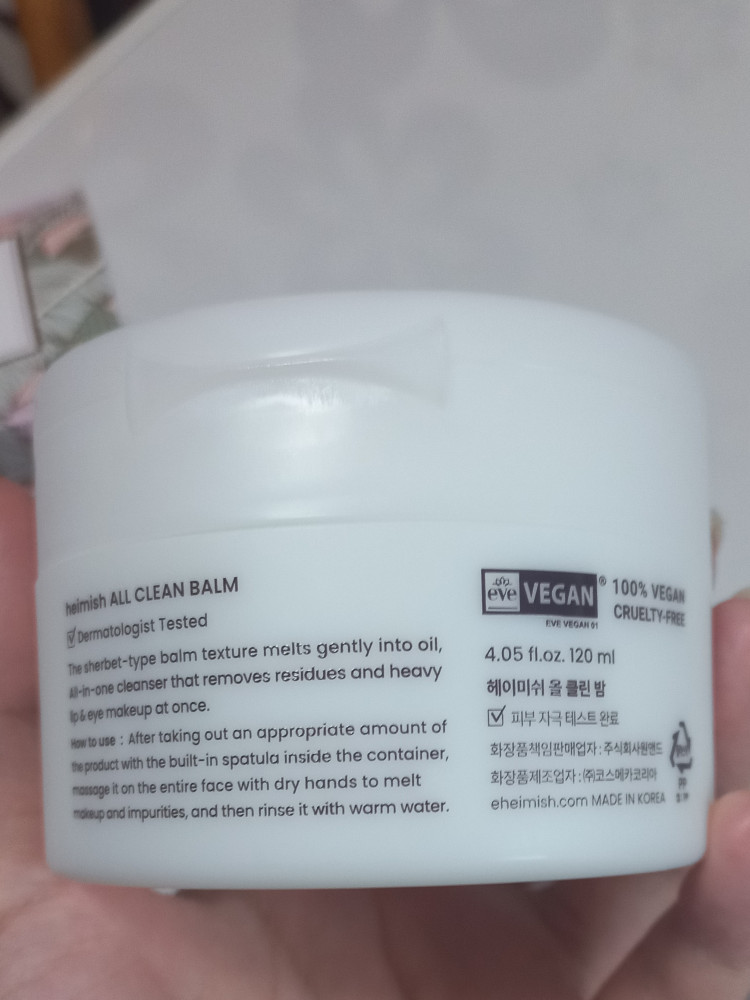 heimish ALL CLEAN BALM
☑ Dermatologist Tested
The sherbet-type balm texture melts gently into oil,
All-in-one cleanser that removes residues and heavy
lip & eye makeup at once.
How to use : After taking out an appropriate amount of
the product with the built-in spatula inside the container,
massage it on the entire face with dry hands to melt
makeup and impurities, and then rinse it with warm water.
eve VEGAN ®
EVE VEGAN 01
100% VEGAN
CRUELTY-FREE
4.05 fl.oz. 120 ml
헤이미쉬 올 클린 밤
☑ 피부 자극 테스트 완료
화장품책임판매업자 : 주식회사원앤드
화장품제조업자 : (주)코스메카코리아
eheimish.com MADE IN KOREA
PP